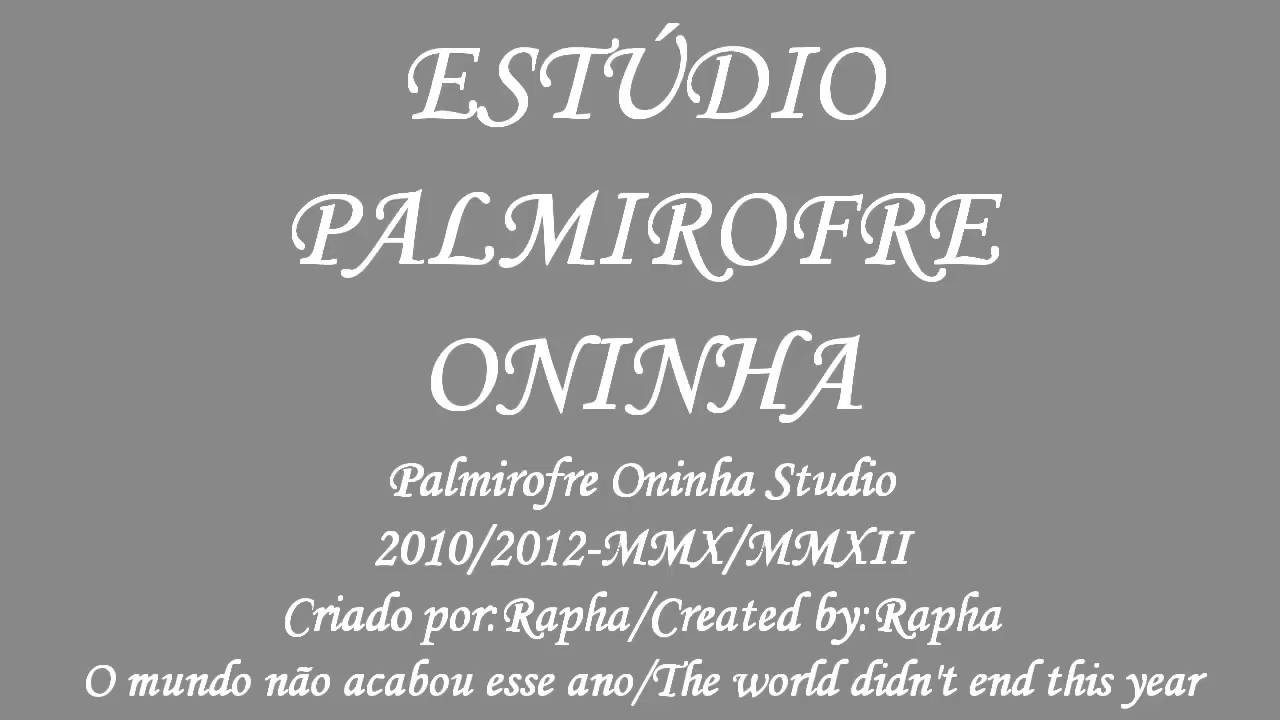 ESTÚDIO
PALMIROFRE
ONINHA
Palmirofre Oninha Studio
2010/2012-MMX/MMXII
Criado por:Rapha/Created by:Rapha
O mundo não acabou esse ano/The world didn't end this year